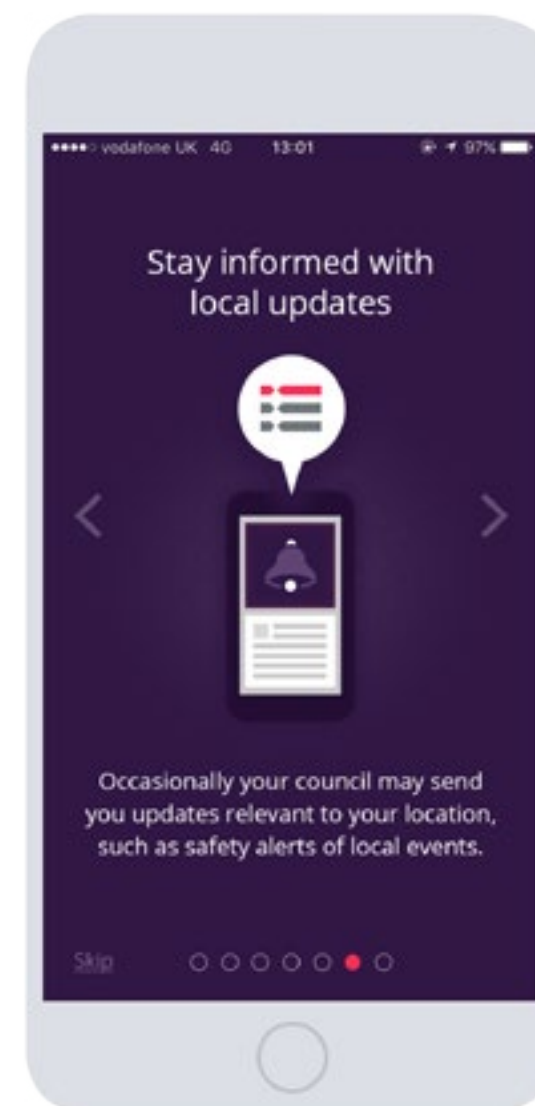 vodafone UK 4G 13:01 97%
Stay informed with
local updates
Occasionally your council may send
you updates relevant to your location,
such as safety alerts of local events.
Skip